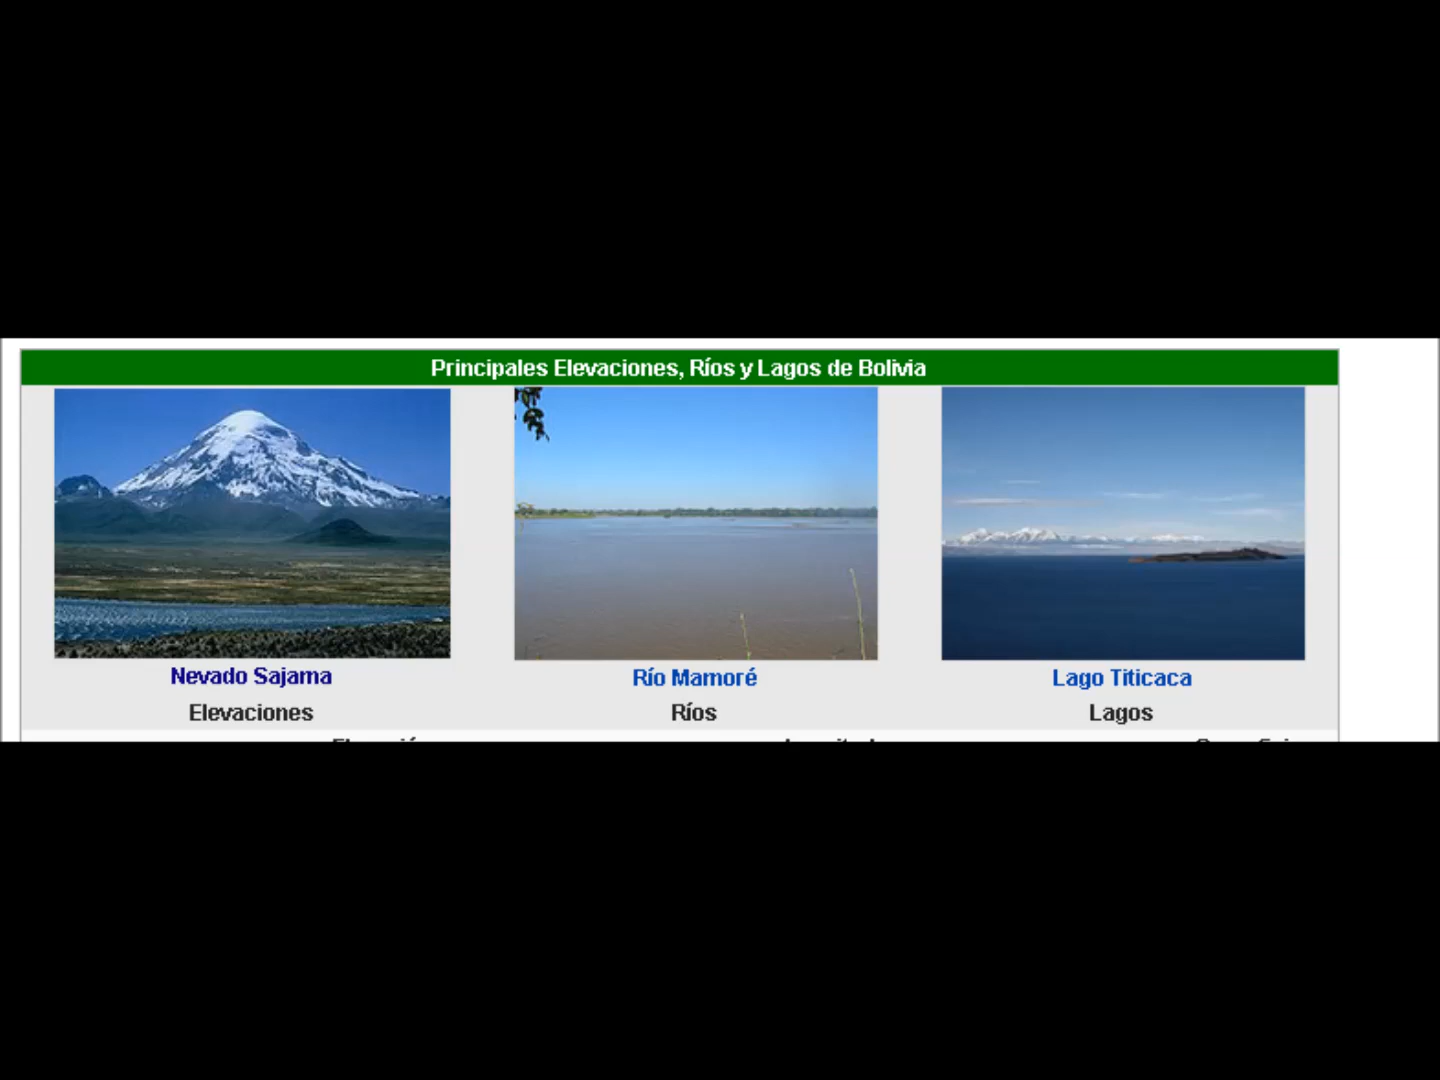 Principales Elevaciones, Ríos y Lagos de Bolivia
Nevado Sajama
Río Mamoré
Lago Titicaca
Elevaciones
Ríos
Lagos